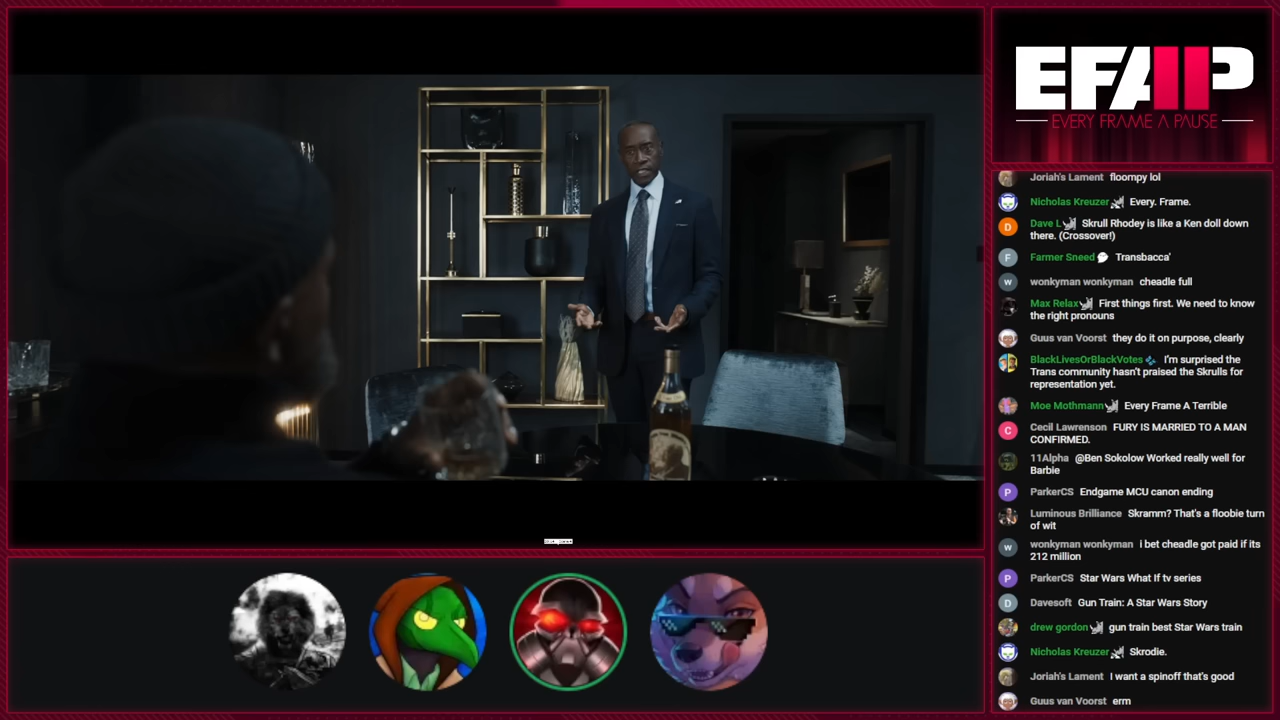 EFAP
EVERY FRAME A PAUSE
Joriah's Lament floompy lol
Nicholas Kreuzer Every. Frame.
D
Dave L Skrull Rhodey is like a Ken doll down
there. (Crossover!)
F
Farmer Sneed Transbacca'
w
wonkyman wonkyman cheadle full
Max Relax First things first. We need to know
the right pronouns
Guus van Voorst they do it on purpose, clearly
BlackLivesOrBlackVotes I'm surprised the
Trans community hasn't praised the Skrulls for
representation yet.
Moe Mothmann Every Frame A Terrible
C
Cecil Lawrenson FURY IS MARRIED TO A MAN
CONFIRMED.
11Alpha @Ben Sokolow Worked really well for
Barbie
P
ParkerCS Endgame MCU canon ending
Luminous Brilliance Skramm? That's a floobie turn
of wit
w
wonkyman wonkyman i bet cheadle got paid if its
212 million
P
ParkerCS Star Wars What If tv series
D
Davesoft Gun Train: A Star Wars Story
drew gordon gun train best Star Wars train
Nicholas Kreuzer Skrodie.
Joriah's Lament I want a spinoff that's good
Guus van Voorst erm